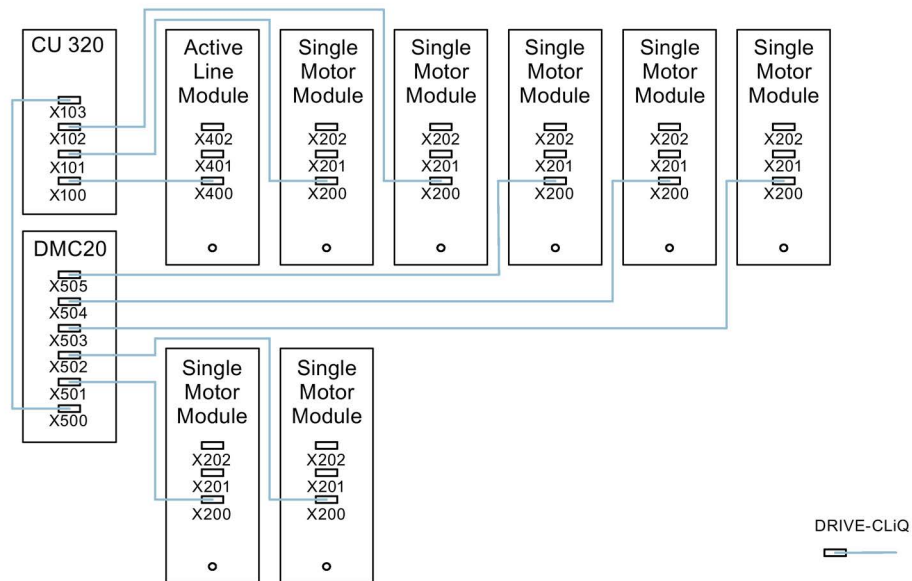 CU 320
X103
X102
X101
X100
Active
Line
Module
X402
X401
X400
Single
Motor
Module
X202
X201
X200
Single
Motor
Module
X202
X201
X200
Single
Motor
Module
X202
X201
X200
Single
Motor
Module
X202
X201
X200
Single
Motor
Module
X202
X201
X200
DMC20
X505
X504
X503
X502
X501
X500
Single
Motor
Module
X202
X201
X200
Single
Motor
Module
X202
X201
X200
DRIVE-CLiQ